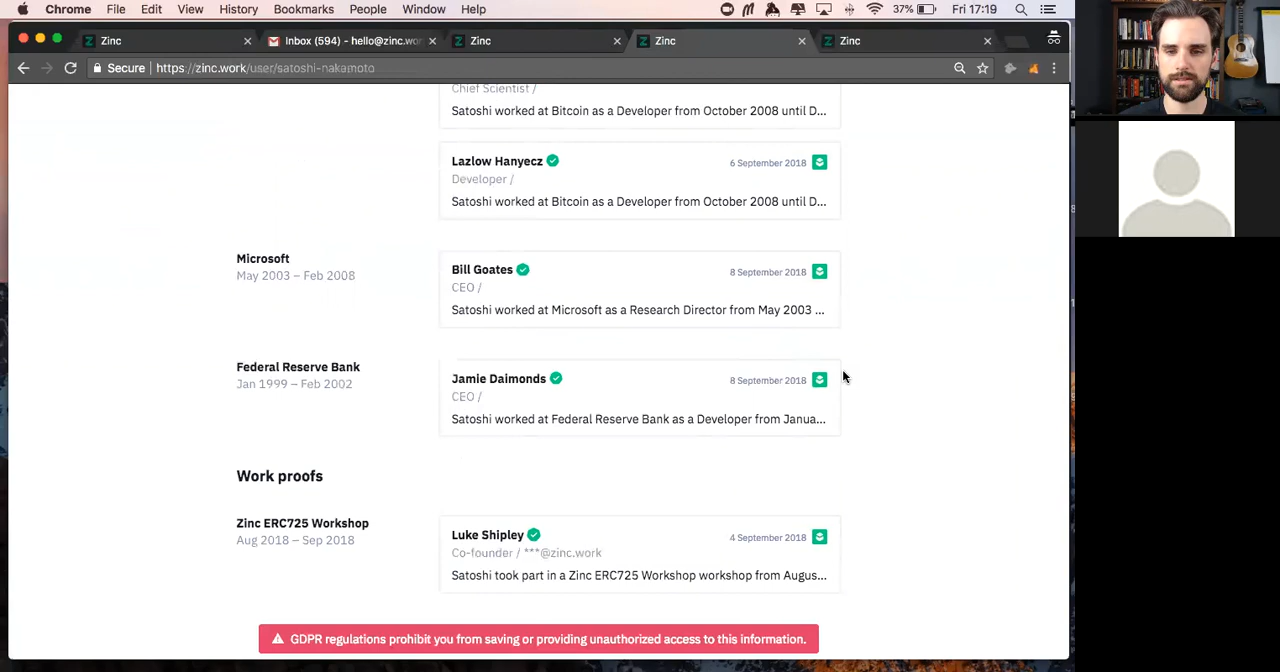 Chrome File Edit View History Bookmarks People Window Help 37% Fri 17:19
Zinc Inbox (594) - hello@zinc.wor Zinc Zinc Zinc
Secure https://zinc.work/user/satoshi-nakamoto
Chief Scientist /
Satoshi worked at Bitcoin as a Developer from October 2008 until D...
Lazlow Hanyecz 6 September 2018
Developer /
Satoshi worked at Bitcoin as a Developer from October 2008 until D...
Microsoft
May 2003 – Feb 2008
Bill Goates 8 September 2018
CEO /
Satoshi worked at Microsoft as a Research Director from May 2003 ...
Federal Reserve Bank
Jan 1999 – Feb 2002
Jamie Daimonds 8 September 2018
CEO /
Satoshi worked at Federal Reserve Bank as a Developer from Janua...
Work proofs
Zinc ERC725 Workshop
Aug 2018 – Sep 2018
Luke Shipley 4 September 2018
Co-founder / ***@zinc.work
Satoshi took part in a Zinc ERC725 Workshop workshop from Augus...
GDPR regulations prohibit you from saving or providing unauthorized access to this information.